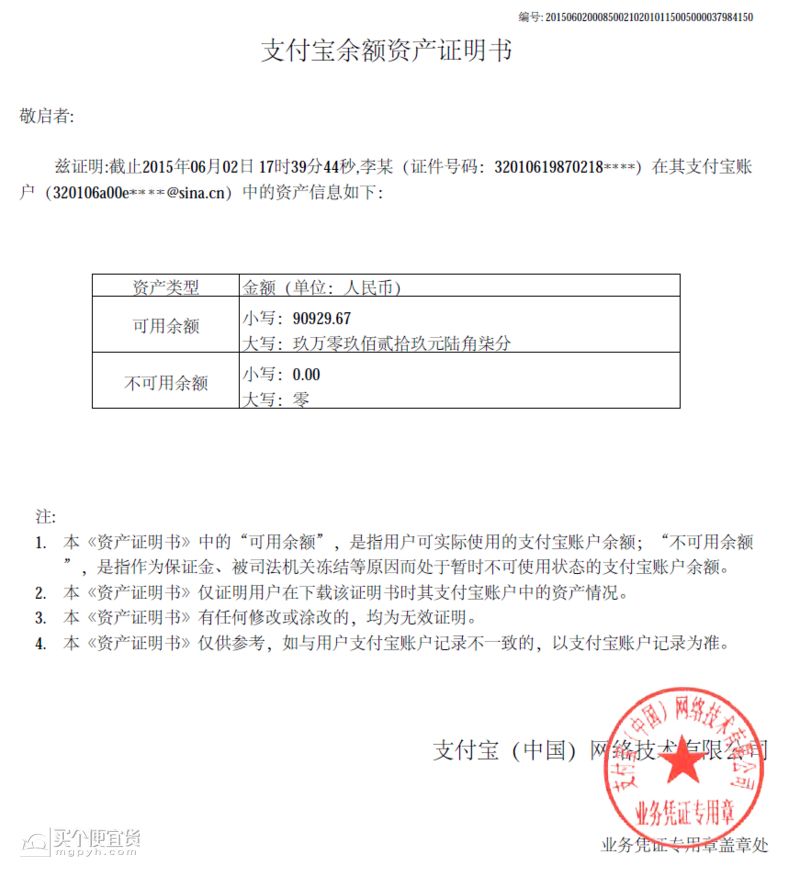 编号: 2015060200085002102010115005000037984150
支付宝余额资产证明书
敬启者:
兹证明:截止2015年06月02日 17时39分44秒,李某（证件号码：32010619870218****）在其支付宝账
户（320106a00e****@sina.cn）中的资产信息如下：
资产类型 金额（单位：人民币）
可用余额
小写：90929.67
大写：玖万零玖佰贰拾玖元陆角柒分
不可用余额
小写：0.00
大写：零
注:
1. 本《资产证明书》中的“可用余额”，是指用户可实际使用的支付宝账户余额；“不可用余额
”，是指作为保证金、被司法机关冻结等原因而处于暂时不可使用状态的支付宝账户余额。
2. 本《资产证明书》仅证明用户在下载该证明书时其支付宝账户中的资产情况。
3. 本《资产证明书》有任何修改或涂改的，均为无效证明。
4. 本《资产证明书》仅供参考，如与用户支付宝账户记录不一致的，以支付宝账户记录为准。
支付宝（中国）网络技术有限公司
支付宝（中国）网络技术有限公司
业务凭证专用章
业务凭证专用章盖章处
买个便宜货
mgpyh.com